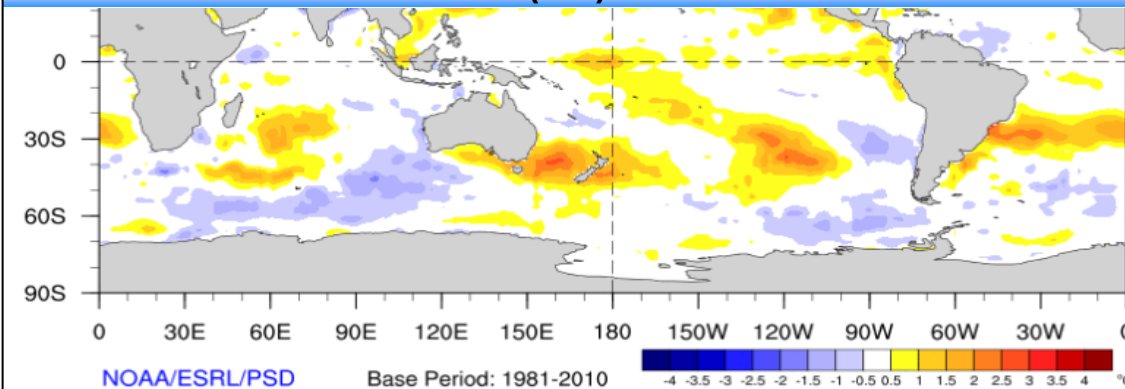 0
30S
60S
90S
0 30E 60E 90E 120E 150E 180 150W 120W 90W 60W 30W
NOAA/ESRL/PSD Base Period: 1981-2010
-4 -3.5 -3 -2.5 -2 -1.5 -1 -0.5 0.5 1 1.5 2 2.5 3 3.5 4